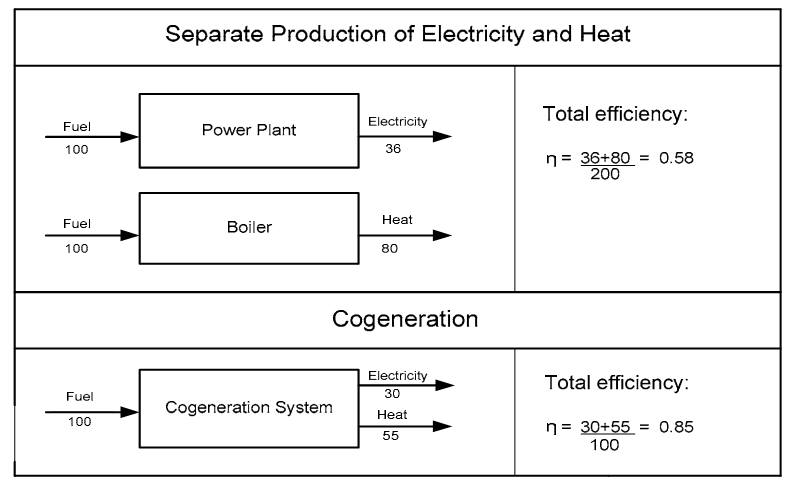 Separate Production of Electricity and Heat
Fuel
100
Power Plant
Electricity
36
Total efficiency:
η = 36+80 = 0.58
200
Fuel
100
Boiler
Heat
80
Cogeneration
Fuel
100
Cogeneration System
Electricity
30
Heat
55
Total efficiency:
η = 30+55 = 0.85
100